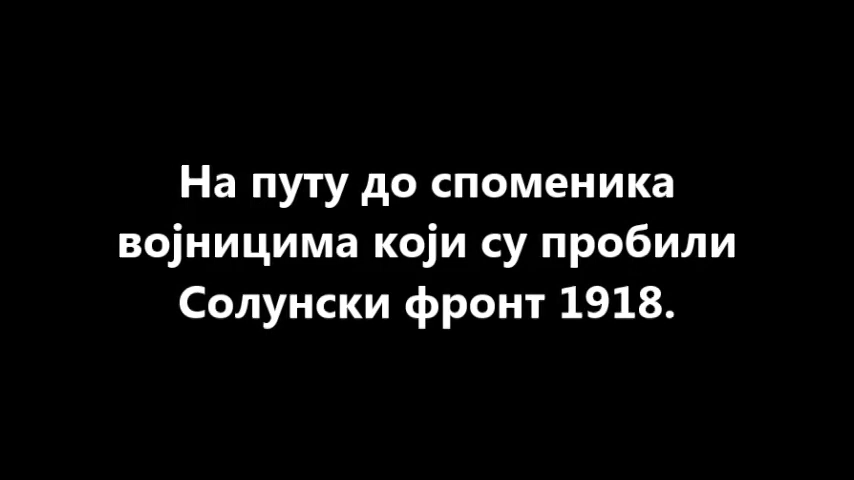 На путу до споменика
војницима који су пробили
Солунски фронт 1918.